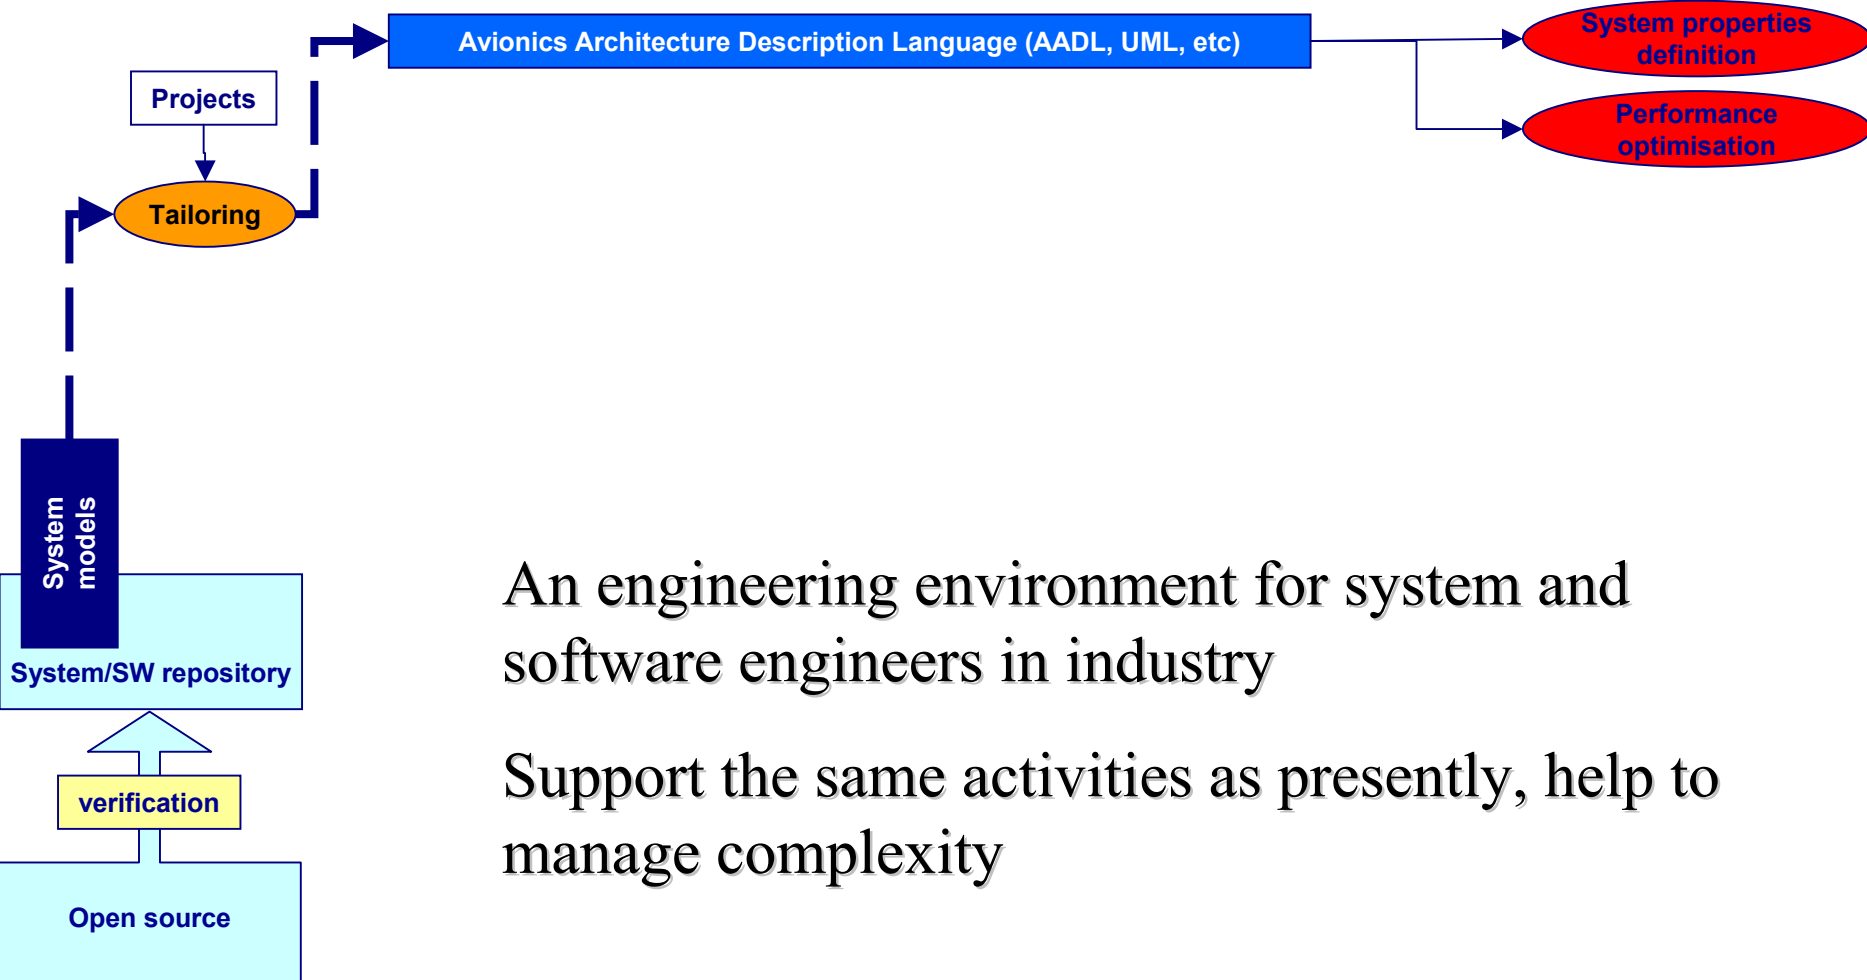 Avionics Architecture Description Language (AADL, UML, etc)
System properties
definition
Projects
Performance
optimisation
Tailoring
System
models
System/SW repository
verification
Open source
An engineering environment for system and
software engineers in industry
Support the same activities as presently, help to
manage complexity